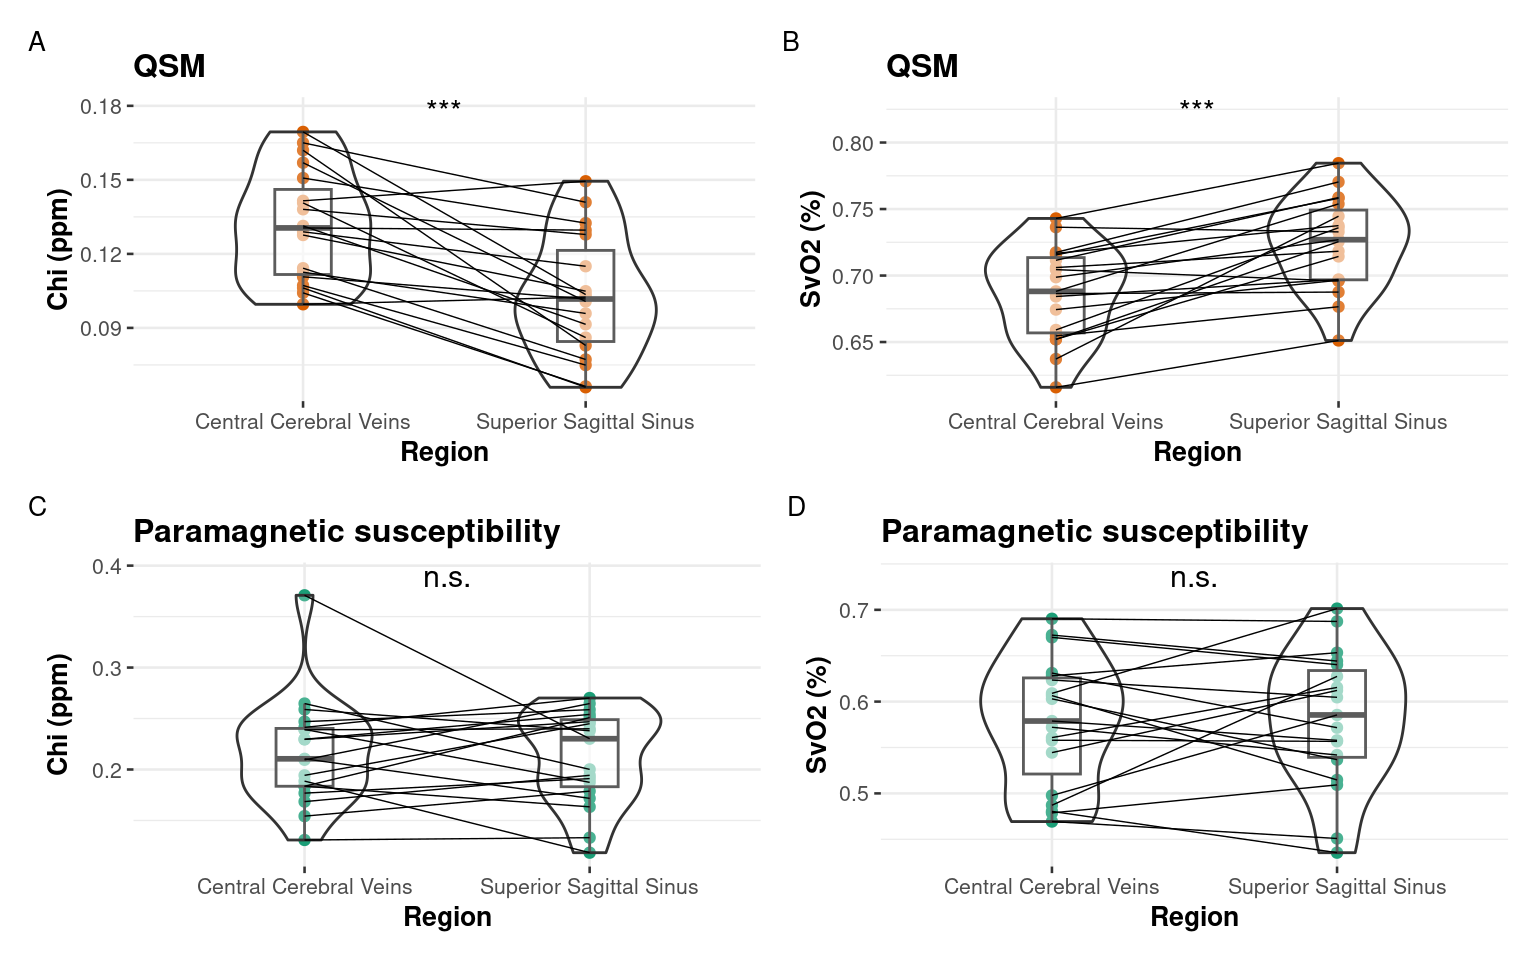 A
QSM
***
0.18
0.15
0.12
0.09
Chi (ppm)
Central Cerebral Veins
Superior Sagittal Sinus
Region
B
QSM
***
0.80
0.75
0.70
0.65
SvO2 (%)
Central Cerebral Veins
Superior Sagittal Sinus
Region
C
Paramagnetic susceptibility
n.s.
0.4
0.3
0.2
Chi (ppm)
Central Cerebral Veins
Superior Sagittal Sinus
Region
D
Paramagnetic susceptibility
n.s.
0.7
0.6
0.5
SvO2 (%)
Central Cerebral Veins
Superior Sagittal Sinus
Region